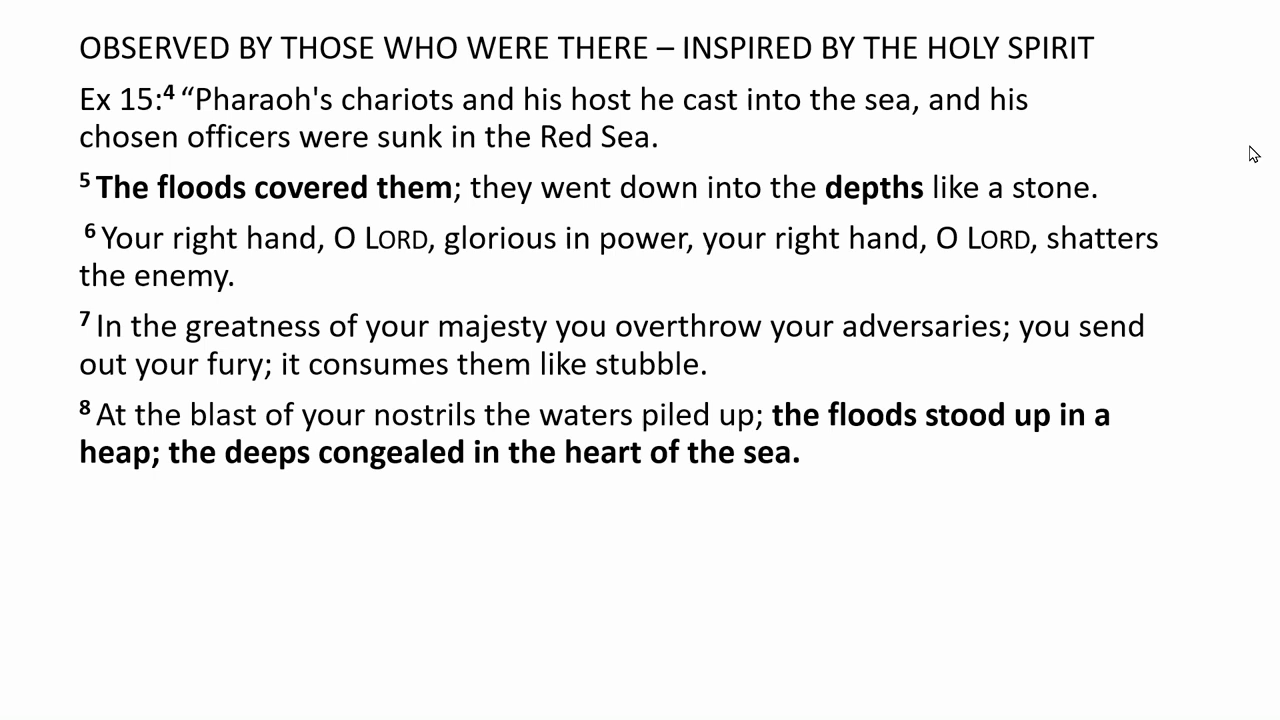 OBSERVED BY THOSE WHO WERE THERE – INSPIRED BY THE HOLY SPIRIT
Ex 15:4 “Pharaoh's chariots and his host he cast into the sea, and his
chosen officers were sunk in the Red Sea.
5 The floods covered them; they went down into the depths like a stone.
6 Your right hand, O LORD, glorious in power, your right hand, O LORD, shatters
the enemy.
7 In the greatness of your majesty you overthrow your adversaries; you send
out your fury; it consumes them like stubble.
8 At the blast of your nostrils the waters piled up; the floods stood up in a
heap; the deeps congealed in the heart of the sea.